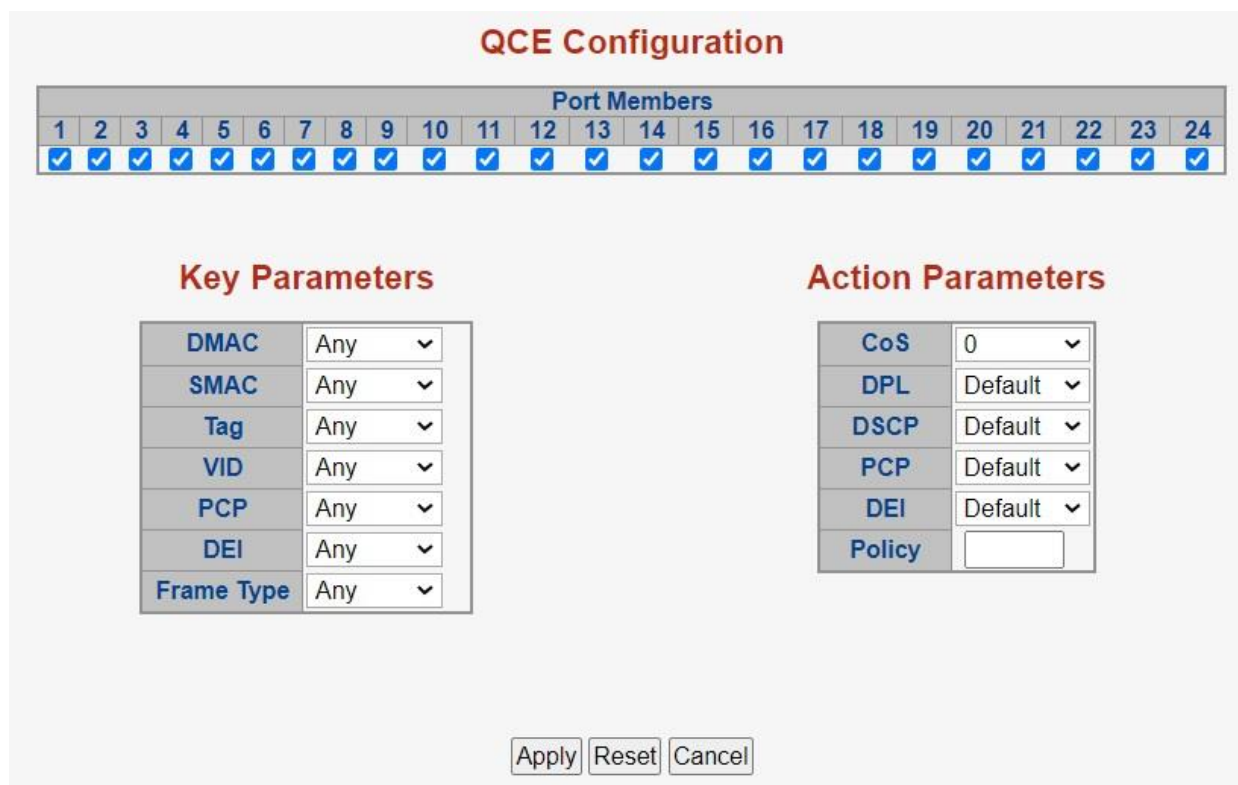 QCE Configuration
Port Members
1 2 3 4 5 6 7 8 9 10 11 12 13 14 15 16 17 18 19 20 21 22 23 24
Key Parameters
DMAC Any
SMAC Any
Tag Any
VID Any
PCP Any
DEI Any
Frame Type Any
Action Parameters
CoS 0
DPL Default
DSCP Default
PCP Default
DEI Default
Policy
Apply Reset Cancel